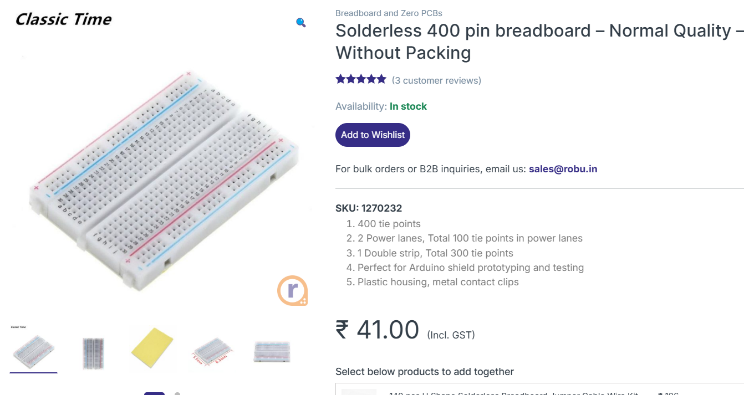 Classic Time
Breadboard and Zero PCBs
Solderless 400 pin breadboard – Normal Quality –
Without Packing
(3 customer reviews)
Availability: In stock
Add to Wishlist
For bulk orders or B2B inquiries, email us: sales@robu.in
SKU: 1270232
1. 400 tie points
2. 2 Power lanes, Total 100 tie points in power lanes
3. 1 Double strip, Total 300 tie points
4. Perfect for Arduino shield prototyping and testing
5. Plastic housing, metal contact clips
r
₹ 41.00 (Incl. GST)
Select below products to add together